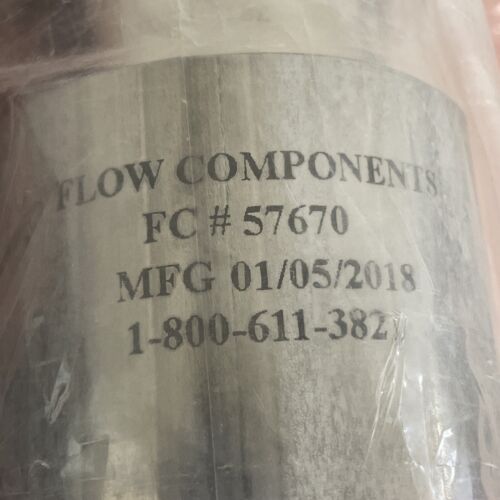 FLOW COMPONENTS
FC # 57670
MFG 01/05/2018
1-800-611-382